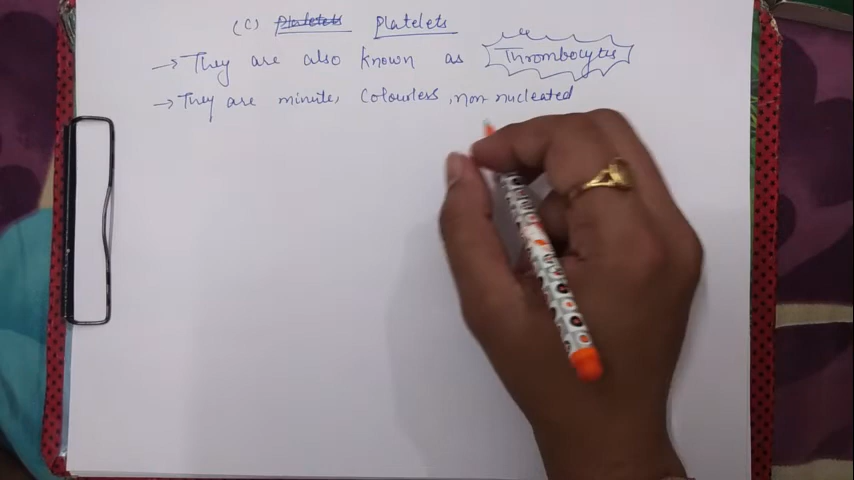 (C) Platelets Platelets
→ They are also known as Thrombocytes
→ They are minute, Colourless, non-nucleated